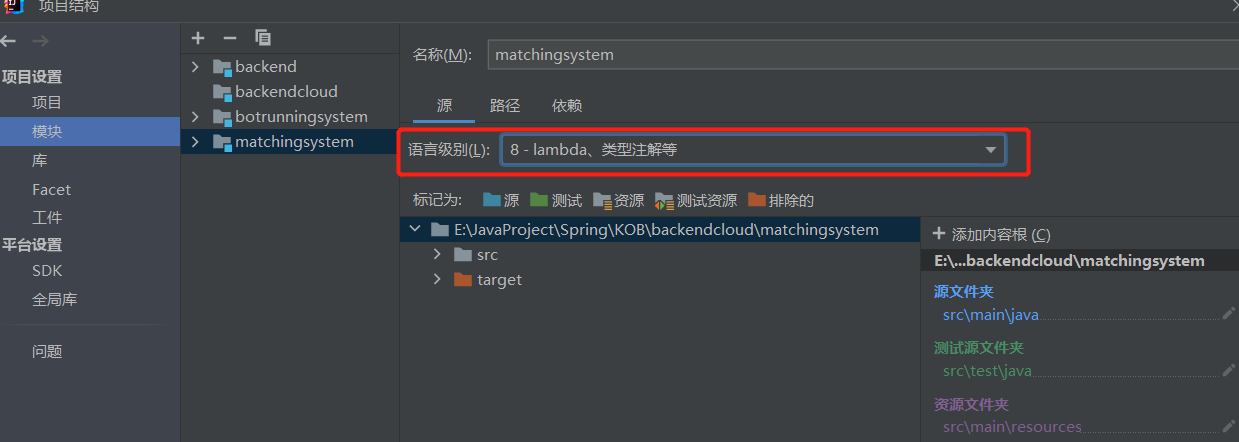 项目结构
项目设置
项目
模块
库
Facet
工件
平台设置
SDK
全局库
问题
backend
backendcloud
botrunningsystem
matchingsystem
名称(M): matchingsystem
源 路径 依赖
语言级别(L): 8 - lambda、类型注解等
标记为: 源 测试 资源 测试资源 排除的
E:\JavaProject\Spring\KOB\backendcloud\matchingsystem
src
target
添加内容根 (C)
E:\...backendcloud\matchingsystem
源文件夹
src\main\java
测试源文件夹
src\test\java
资源文件夹
src\main\resources